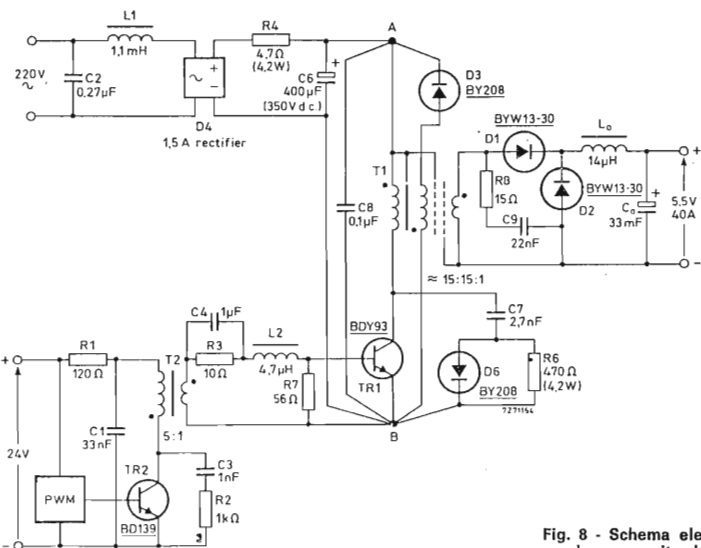 L1
1,1mH
220V
~
C2
0,27µF
~
+
-
D4
1,5 A rectifier
R4
4,7Ω
(4,2W)
+
C6
400µF
(350V d.c.)
A
D3
BY208
C8
0,1µF
T1
≈ 15:15:1
D1
BYW13-30
R8
15Ω
C9
22nF
BYW13-30
D2
Lo
14µH
+
Co
33mF
+
5,5V
40A
-
C7
2,7nF
D6
BY208
R6
470Ω
(4,2W)
7Z71154
BDY93
TR1
B
C4
1µF
R3
10Ω
L2
4,7µH
R7
56Ω
T2
5:1
+
R1
120Ω
C1
33nF
24V
PWM
TR2
BD139
C3
1nF
R2
1kΩ
-
Fig. 8 - Schema ele